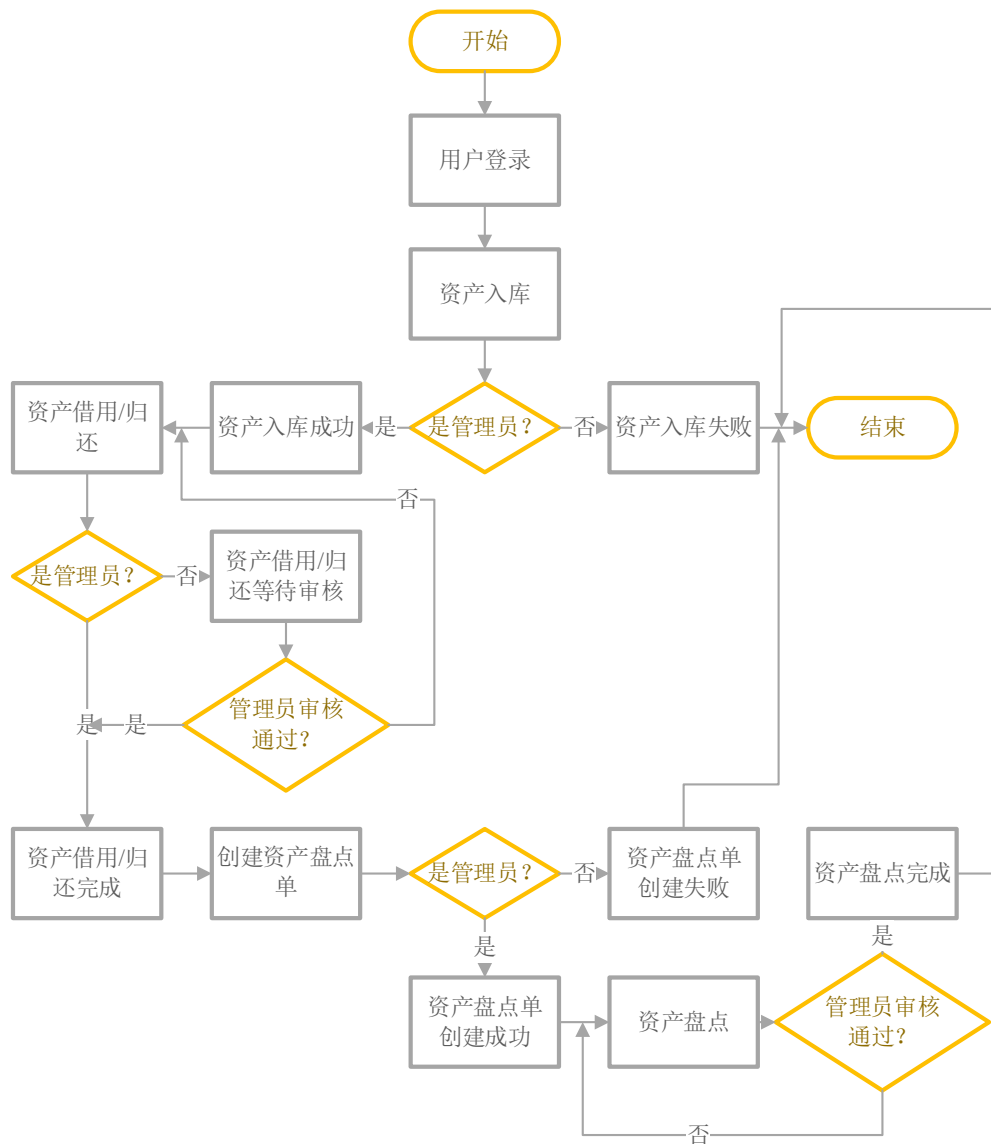 开始
用户登录
资产入库
资产借用/归
还
资产入库成功
是
是管理员？
否
资产入库失败
结束
否
是管理员？
否
资产借用/归
还等待审核
管理员审核
通过？
是
是
资产借用/归
还完成
创建资产盘点
单
是管理员？
否
资产盘点单
创建失败
资产盘点完成
是
是
资产盘点单
创建成功
资产盘点
管理员审核
通过？
否